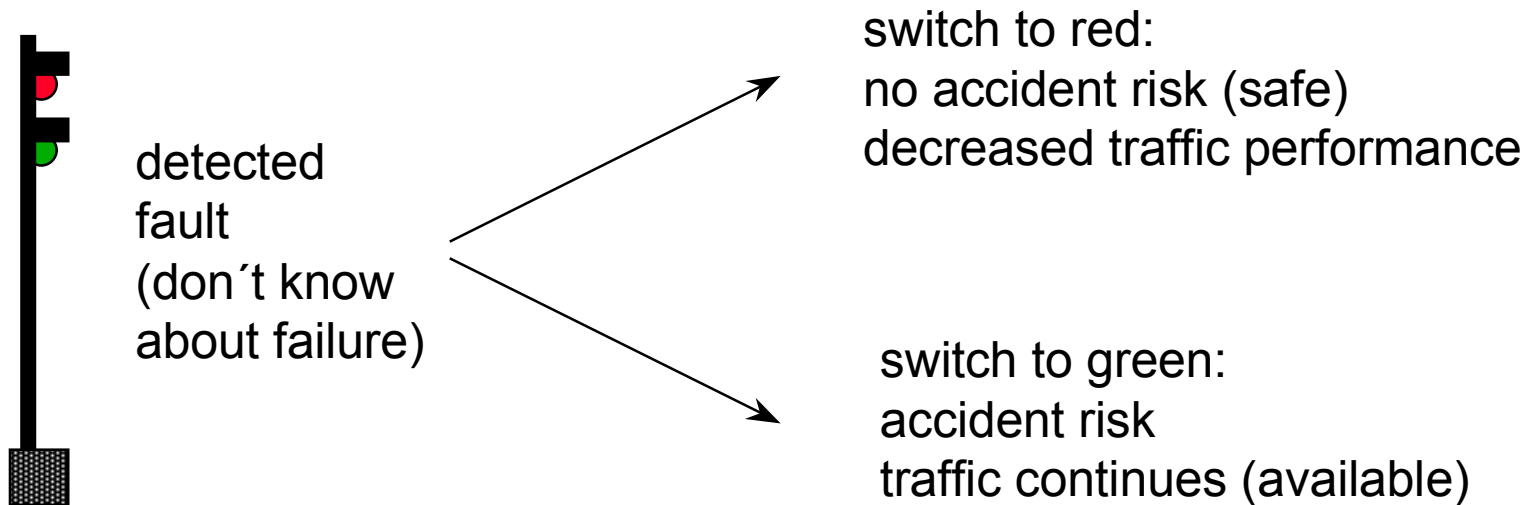 switch to red:
no accident risk (safe)
decreased traffic performance
detected
fault
(don´t know
about failure)
switch to green:
accident risk
traffic continues (available)